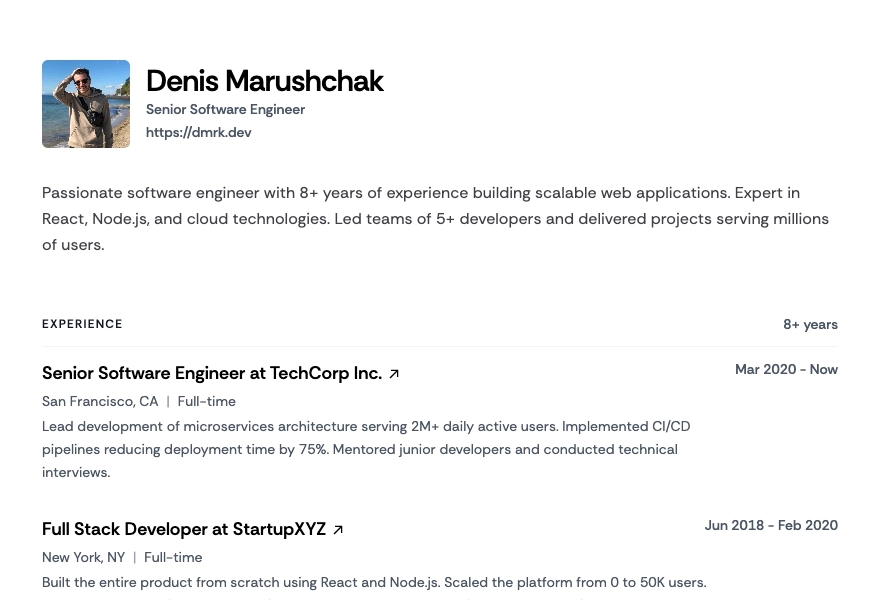 Denis Marushchak
Senior Software Engineer
https://dmrk.dev
Passionate software engineer with 8+ years of experience building scalable web applications. Expert in
React, Node.js, and cloud technologies. Led teams of 5+ developers and delivered projects serving millions
of users.
EXPERIENCE 8+ years
Senior Software Engineer at TechCorp Inc. ↗ Mar 2020 - Now
San Francisco, CA | Full-time
Lead development of microservices architecture serving 2M+ daily active users. Implemented CI/CD
pipelines reducing deployment time by 75%. Mentored junior developers and conducted technical
interviews.
Full Stack Developer at StartupXYZ ↗ Jun 2018 - Feb 2020
New York, NY | Full-time
Built the entire product from scratch using React and Node.js. Scaled the platform from 0 to 50K users.